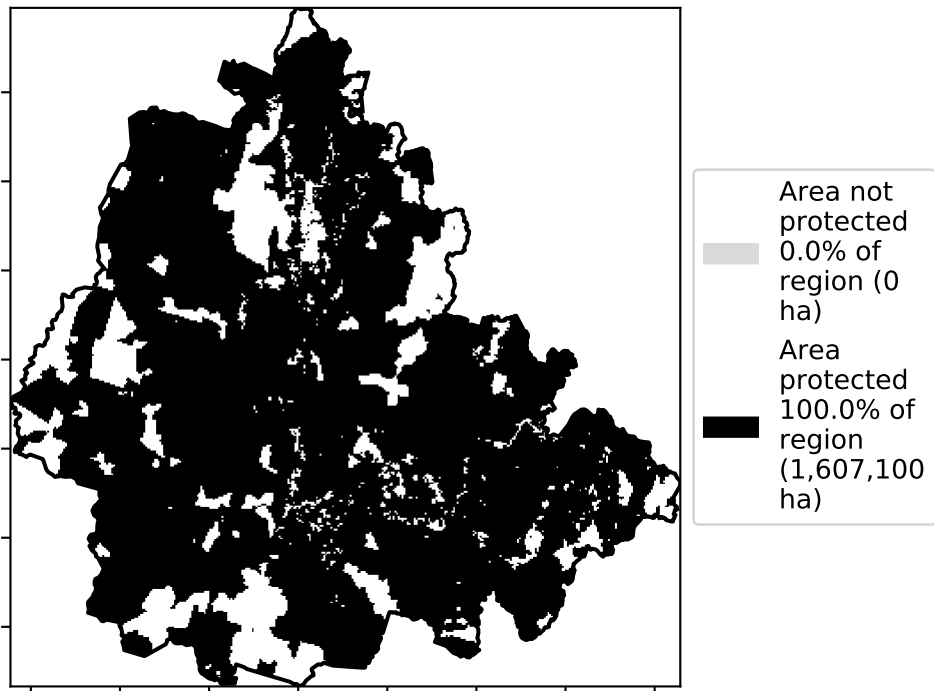 Area not
protected
0.0% of
region (0
ha)
Area
protected
100.0% of
region
(1,607,100
ha)